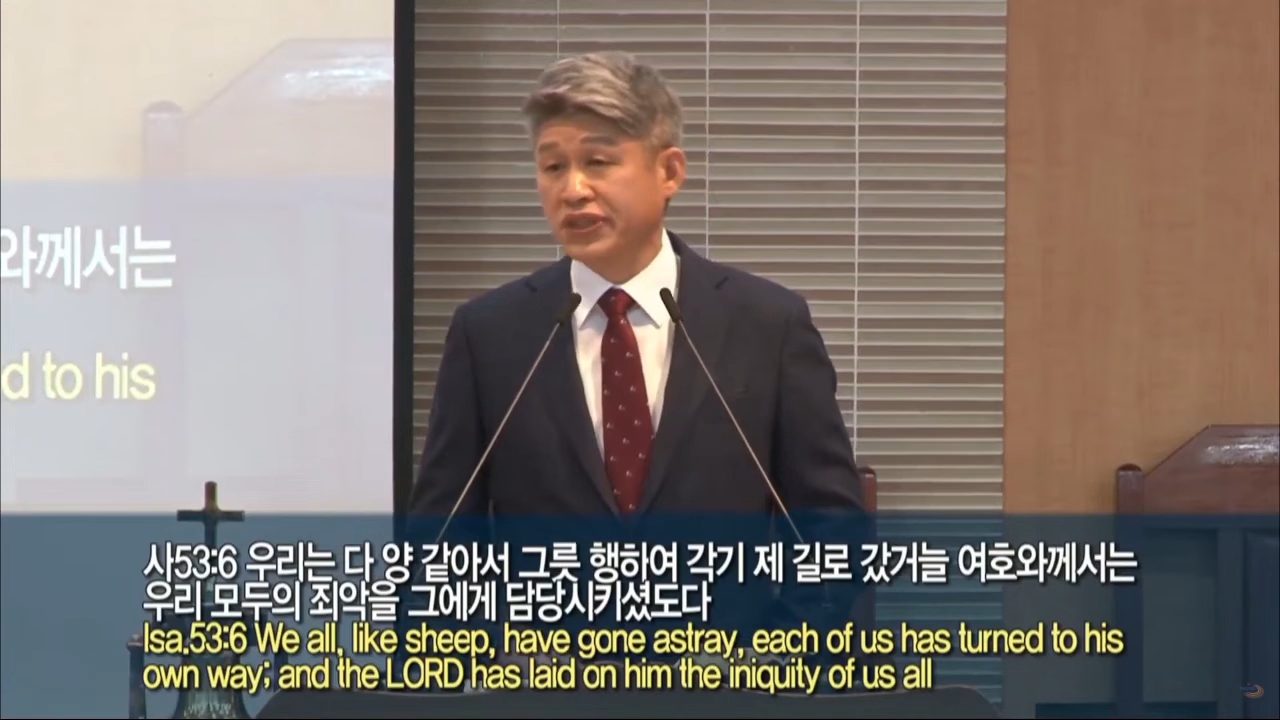 와께서는
d to his
사53:6 우리는 다 양 같아서 그릇 행하여 각기 제 길로 갔거늘 여호와께서는
우리 모두의 죄악을 그에게 담당시키셨도다
Isa.53:6 We all, like sheep, have gone astray, each of us has turned to his
own way; and the LORD has laid on him the iniquity of us all